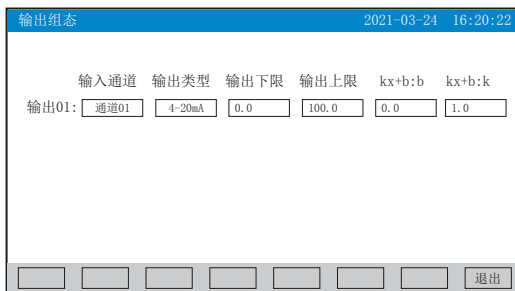 输出组态 2021-03-24 16:20:22
输入通道 输出类型 输出下限 输出上限 kx+b:b kx+b:k
输出01: 通道01 4-20mA 0.0 100.0 0.0 1.0
退出